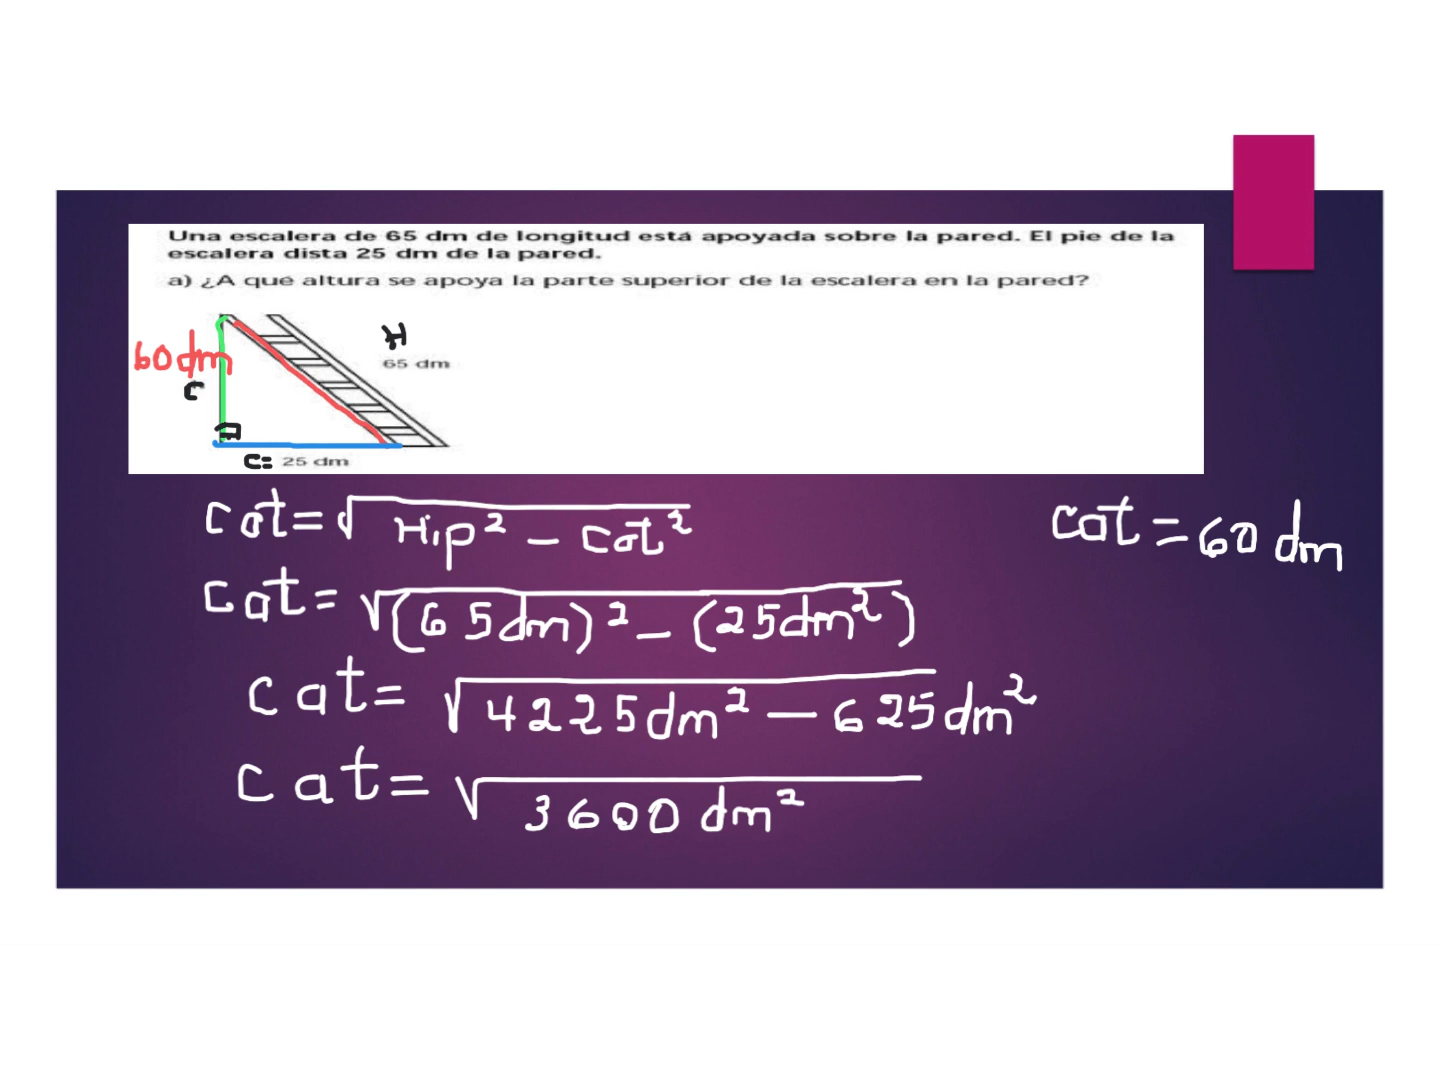 Una escalera de 65 dm de longitud está apoyada sobre la pared. El pie de la
escalera dista 25 dm de la pared.
a) ¿A qué altura se apoya la parte superior de la escalera en la pared?
H
60 dm
65 dm
C
C= 25 dm
cat= √Hip² - cat²
cat = 60 dm
cat= √(65dm)² - (25dm²)
cat= √4225dm² - 625dm²
cat= √3600 dm²